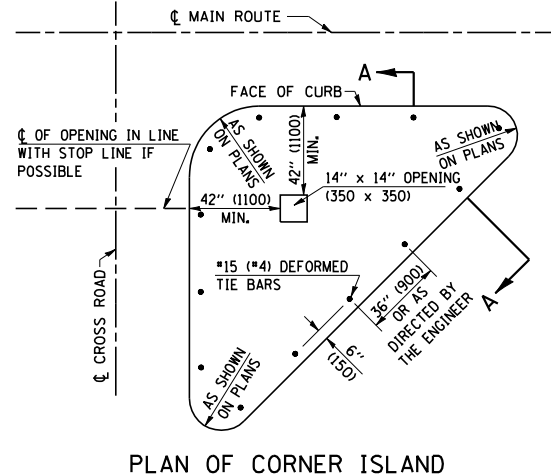 ℄ MAIN ROUTE
A
FACE OF CURB
℄ OF OPENING IN LINE
WITH STOP LINE IF
POSSIBLE
AS SHOWN
ON PLANS
42" (1100)
MIN.
AS SHOWN
ON PLANS
14" x 14" OPENING
(350 x 350)
42" (1100)
MIN.
#15 (#4) DEFORMED
TIE BARS
36" (900)
OR AS
DIRECTED BY
THE ENGINEER
A
℄ CROSS ROAD
6"
(150)
AS SHOWN
ON PLANS
PLAN OF CORNER ISLAND